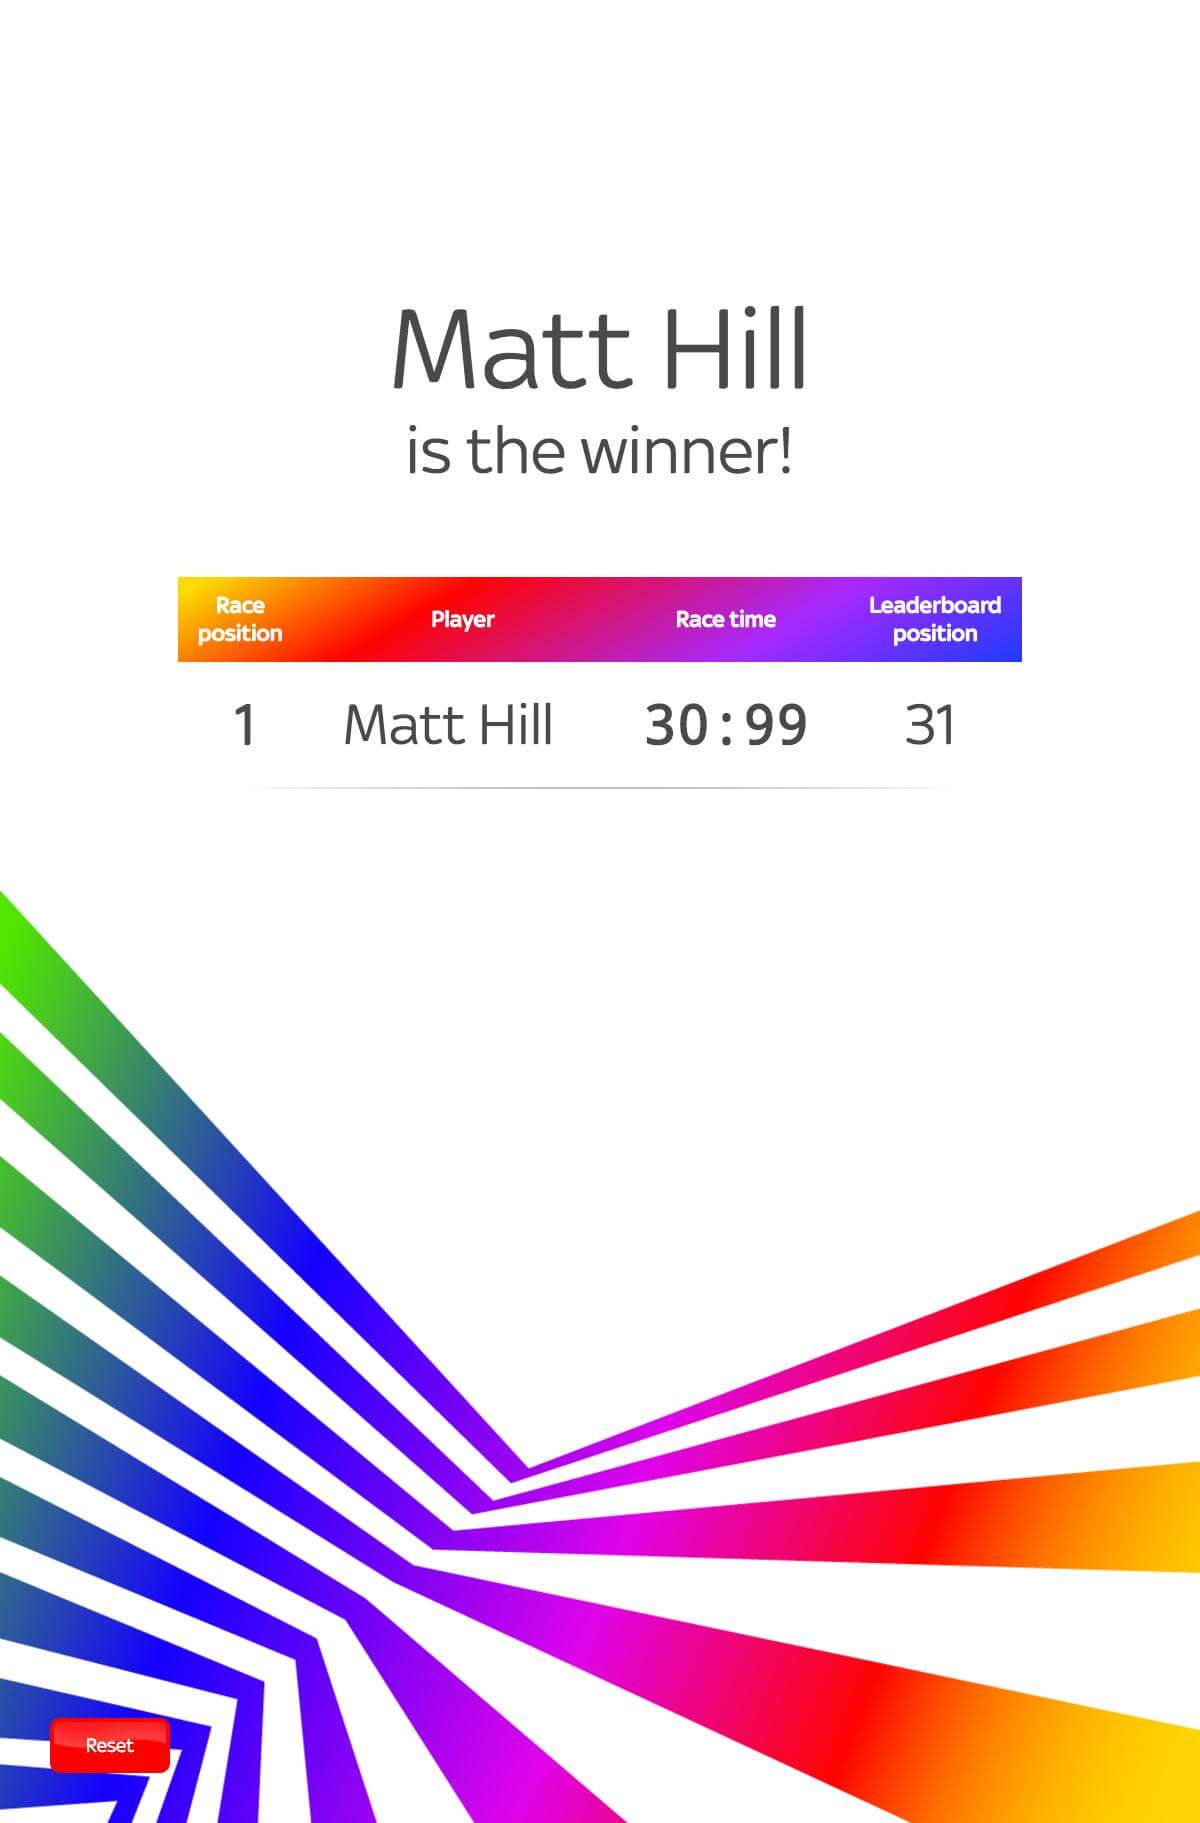 Matt Hill
is the winner!
Race position Player Race time Leaderboard position
1 Matt Hill 30:99 31
Reset